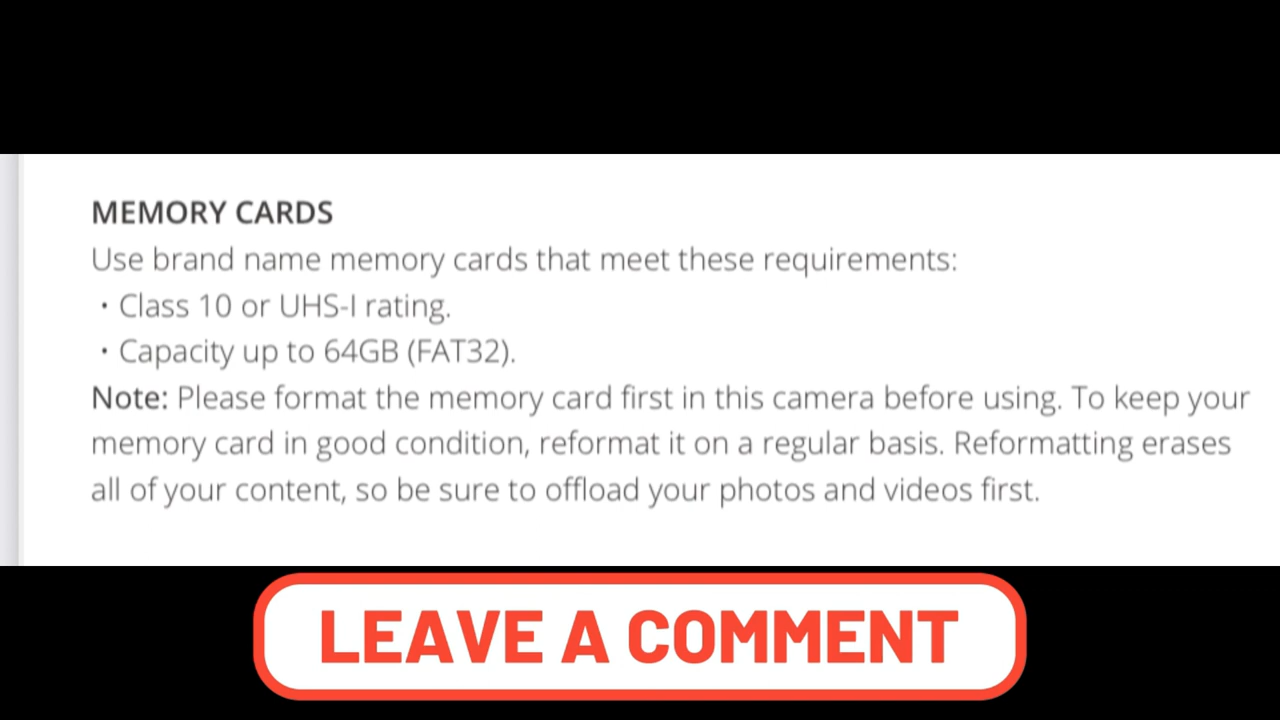 MEMORY CARDS
Use brand name memory cards that meet these requirements:
• Class 10 or UHS-I rating.
• Capacity up to 64GB (FAT32).
Note: Please format the memory card first in this camera before using. To keep your
memory card in good condition, reformat it on a regular basis. Reformatting erases
all of your content, so be sure to offload your photos and videos first.
LEAVE A COMMENT